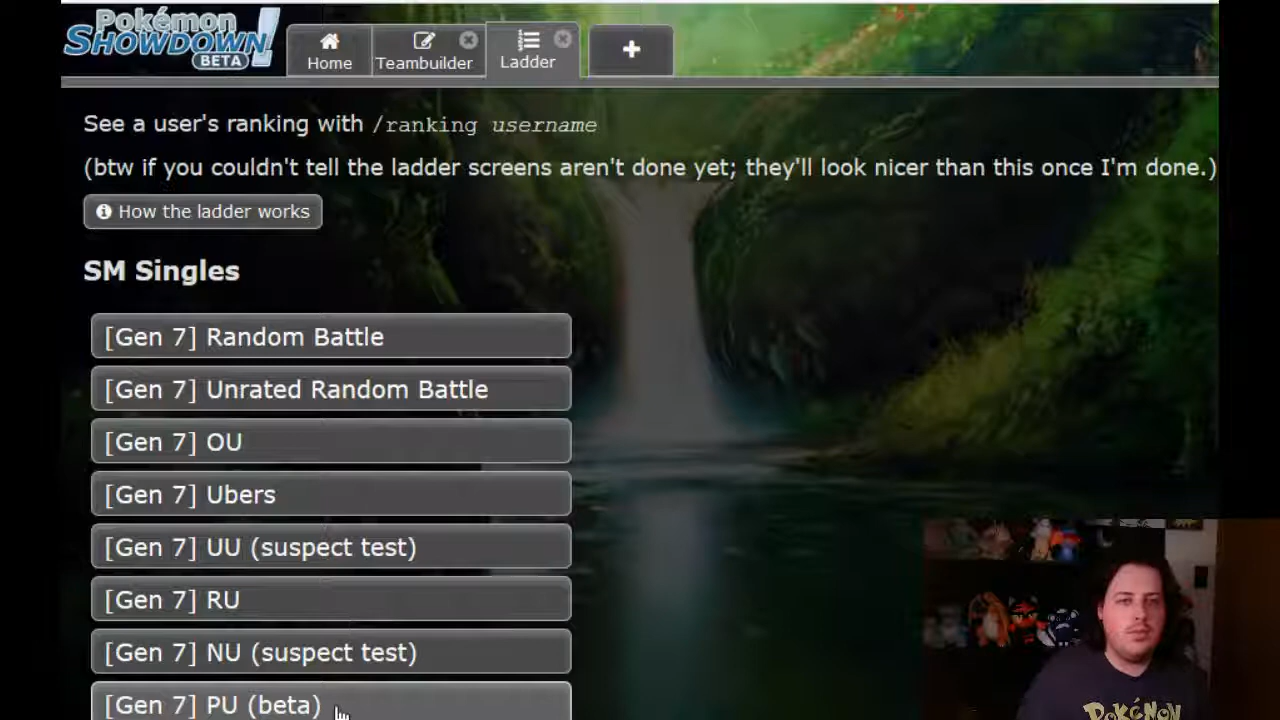 Pokémon
SHOWDOWN!
BETA
Home
Teambuilder
Ladder
See a user's ranking with /ranking username
(btw if you couldn't tell the ladder screens aren't done yet; they'll look nicer than this once I'm done.)
How the ladder works
SM Singles
[Gen 7] Random Battle
[Gen 7] Unrated Random Battle
[Gen 7] OU
[Gen 7] Ubers
[Gen 7] UU (suspect test)
[Gen 7] RU
[Gen 7] NU (suspect test)
[Gen 7] PU (beta)
POKÉMON